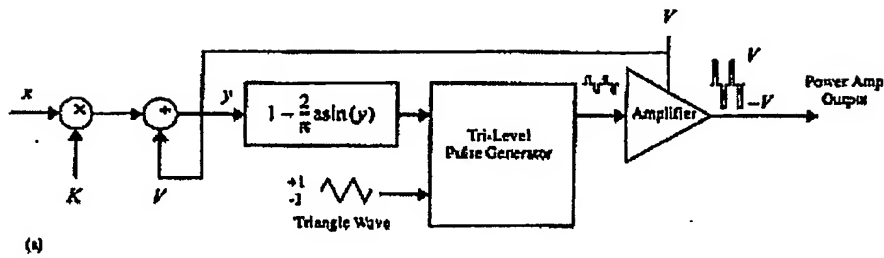 V
x
×
÷
y
1 - 2/π asin(y)
Tri-Level
Pulse Generator
Amplifier
V
-V
Power Amp
Output
K
V
+1
-1
Triangle Wave
(a)